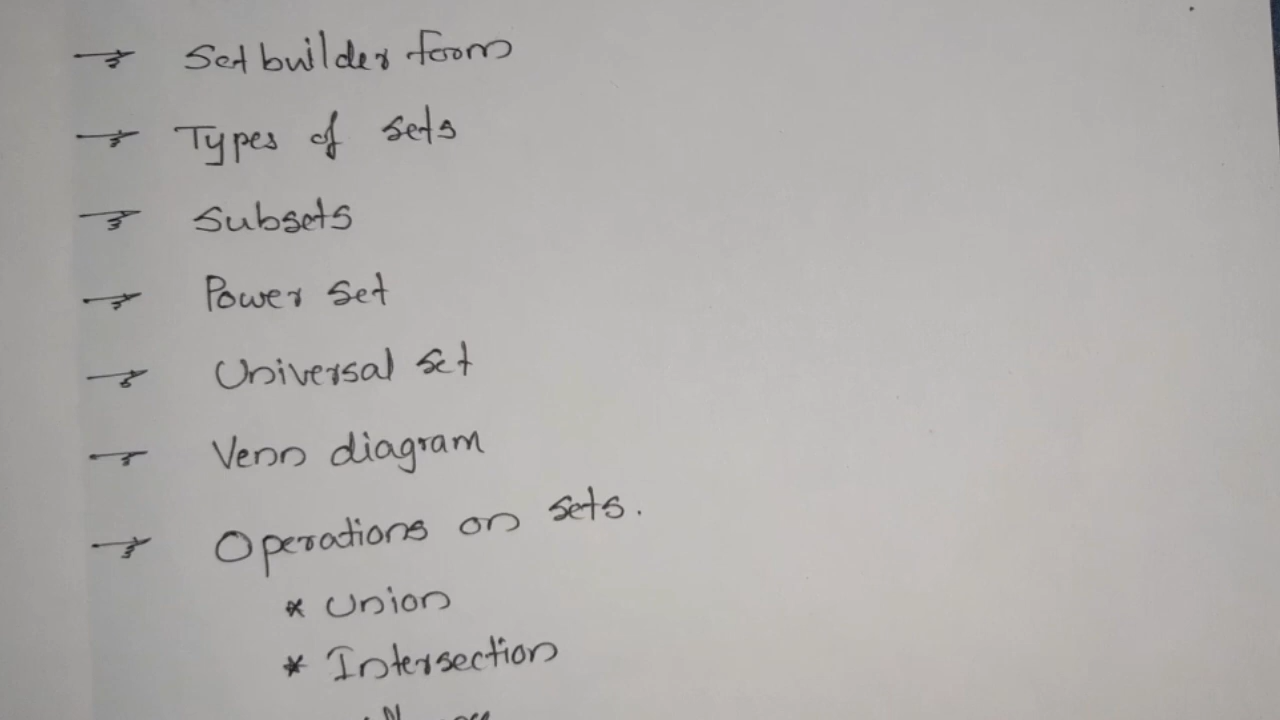 → Set builder form
→ Types of sets
→ Subsets
→ Power set
→ Universal set
→ Venn diagram
→ Operations on sets.
* Union
* Intersection